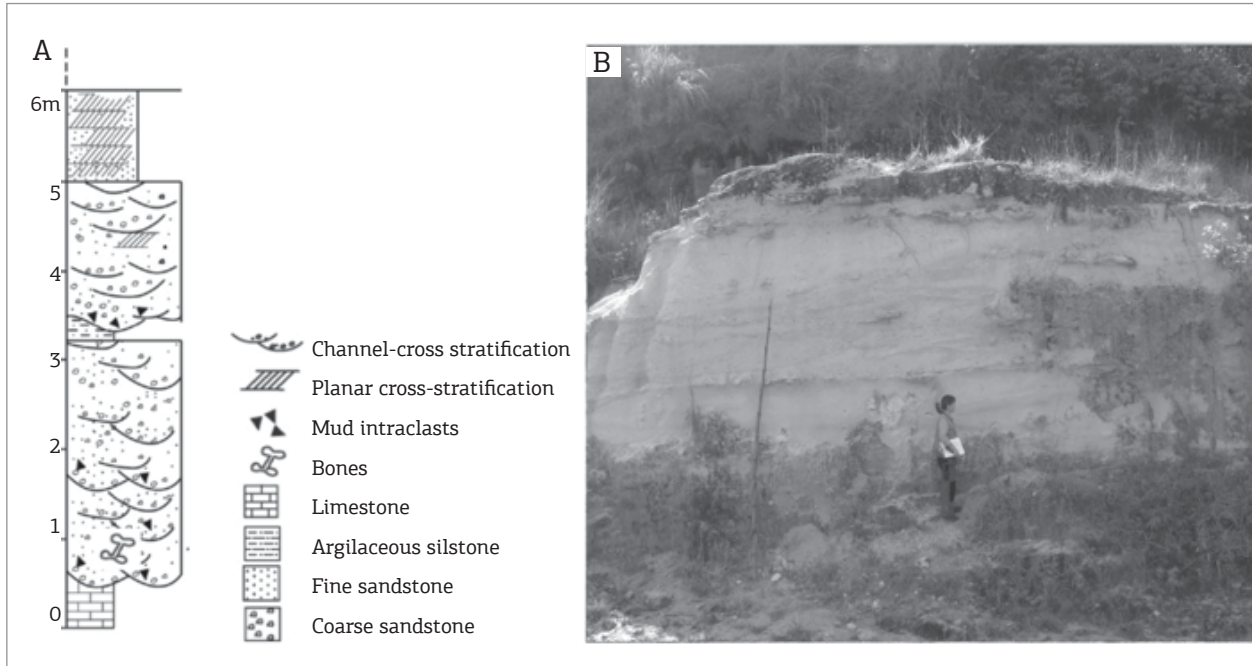 A
6m
5
4
3
2
1
0
Channel-cross stratification
Planar cross-stratification
Mud intraclasts
Bones
Limestone
Argilaceous silstone
Fine sandstone
Coarse sandstone
B